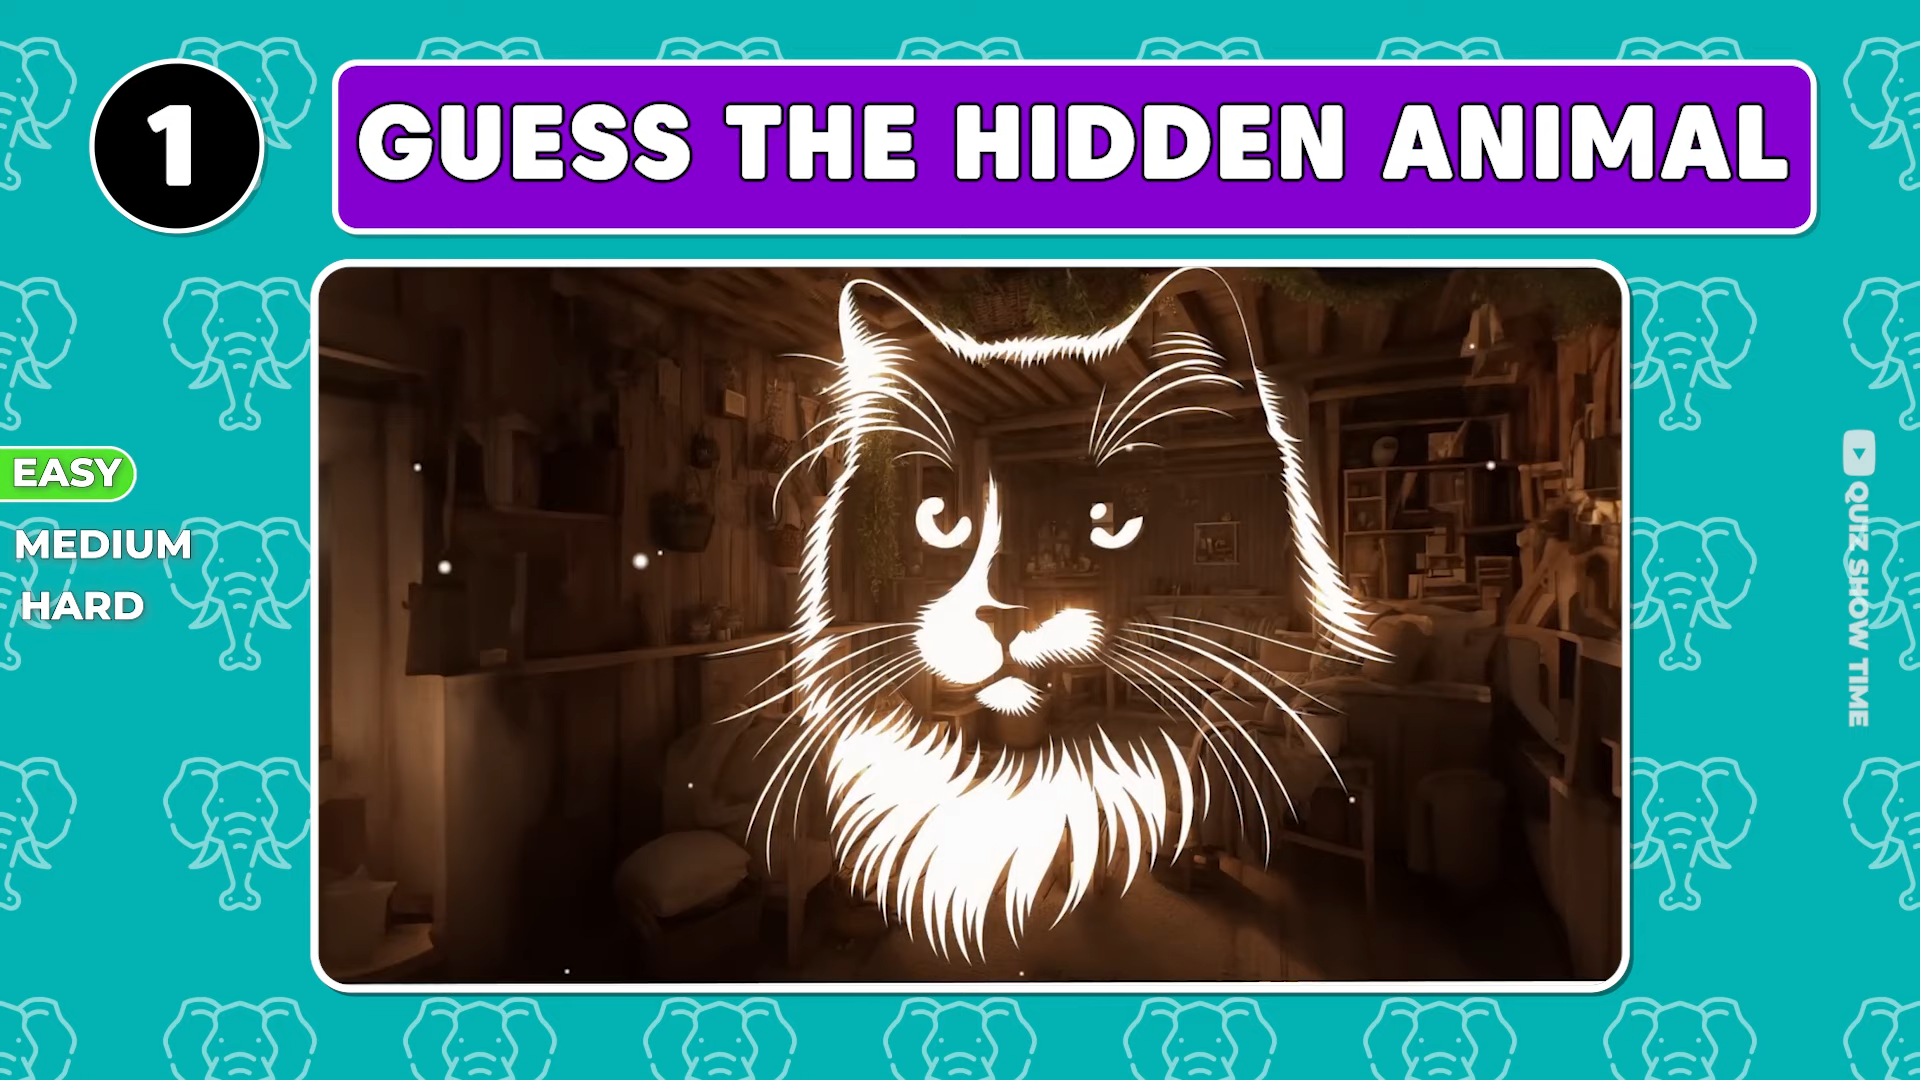 1
GUESS THE HIDDEN ANIMAL
EASY
MEDIUM
HARD
QUIZ SHOW TIME